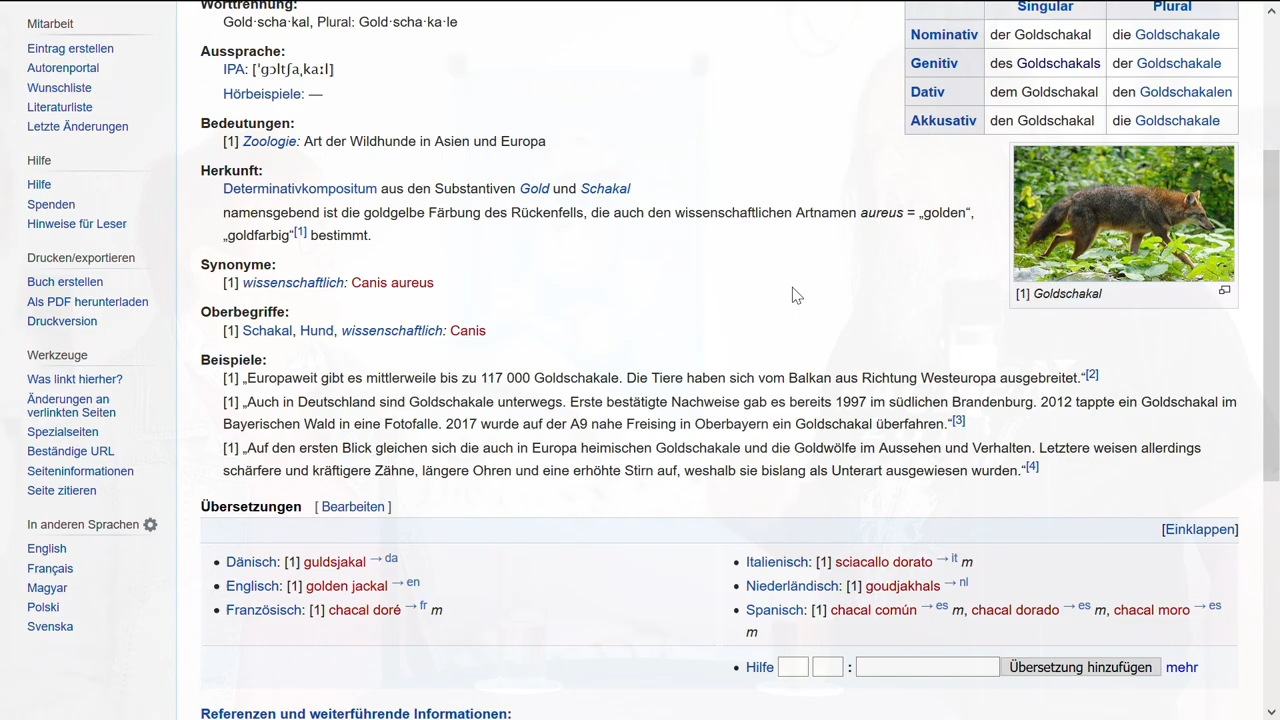 Mitarbeit
Eintrag erstellen
Autorenportal
Wunschliste
Literaturliste
Letzte Änderungen
Hilfe
Hilfe
Spenden
Hinweise für Leser
Drucken/exportieren
Buch erstellen
Als PDF herunterladen
Druckversion
Werkzeuge
Was linkt hierher?
Änderungen an
verlinkten Seiten
Spezialseiten
Beständige URL
Seiteninformationen
Seite zitieren
In anderen Sprachen
English
Français
Magyar
Polski
Svenska
Worttrennung:
Gold·scha·kal, Plural: Gold·scha·ka·le
Aussprache:
IPA: [ˈɡɔltʃaˌkaːl]
Hörbeispiele: —
Bedeutungen:
[1] Zoologie: Art der Wildhunde in Asien und Europa
Herkunft:
Determinativkompositum aus den Substantiven Gold und Schakal
namensgebend ist die goldgelbe Färbung des Rückenfells, die auch den wissenschaftlichen Artnamen aureus = „golden“,
„goldfarbig“[1] bestimmt.
Synonyme:
[1] wissenschaftlich: Canis aureus
Oberbegriffe:
[1] Schakal, Hund, wissenschaftlich: Canis
Beispiele:
[1] „Europaweit gibt es mittlerweile bis zu 117 000 Goldschakale. Die Tiere haben sich vom Balkan aus Richtung Westeuropa ausgebreitet.“[2]
[1] „Auch in Deutschland sind Goldschakale unterwegs. Erste bestätigte Nachweise gab es bereits 1997 im südlichen Brandenburg. 2012 tappte ein Goldschakal im
Bayerischen Wald in eine Fotofalle. 2017 wurde auf der A9 nahe Freising in Oberbayern ein Goldschakal überfahren.“[3]
[1] „Auf den ersten Blick gleichen sich die auch in Europa heimischen Goldschakale und die Goldwölfe im Aussehen und Verhalten. Letztere weisen allerdings
schärfere und kräftigere Zähne, längere Ohren und eine erhöhte Stirn auf, weshalb sie bislang als Unterart ausgewiesen wurden.“[4]
Singular Plural
Nominativ der Goldschakal die Goldschakale
Genitiv des Goldschakals der Goldschakale
Dativ dem Goldschakal den Goldschakalen
Akkusativ den Goldschakal die Goldschakale
[1] Goldschakal
Übersetzungen [ Bearbeiten ]
[Einklappen]
• Dänisch: [1] guldsjakal → da
• Englisch: [1] golden jackal → en
• Französisch: [1] chacal doré → fr m
• Italienisch: [1] sciacallo dorato → it m
• Niederländisch: [1] goudjakhals → nl
• Spanisch: [1] chacal común → es m, chacal dorado → es m, chacal moro → es
m
• Hilfe : Übersetzung hinzufügen mehr
Referenzen und weiterführende Informationen: